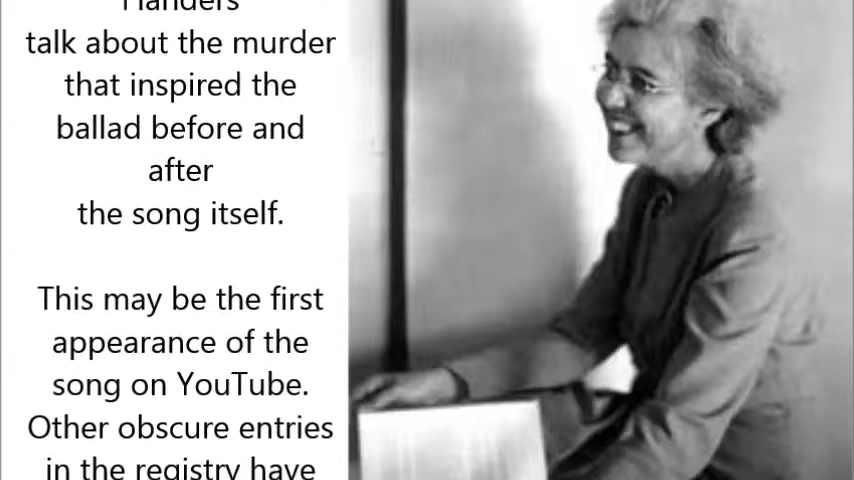 Flanders
talk about the murder
that inspired the
ballad before and
after
the song itself.
This may be the first
appearance of the
song on YouTube.
Other obscure entries
in the registry have